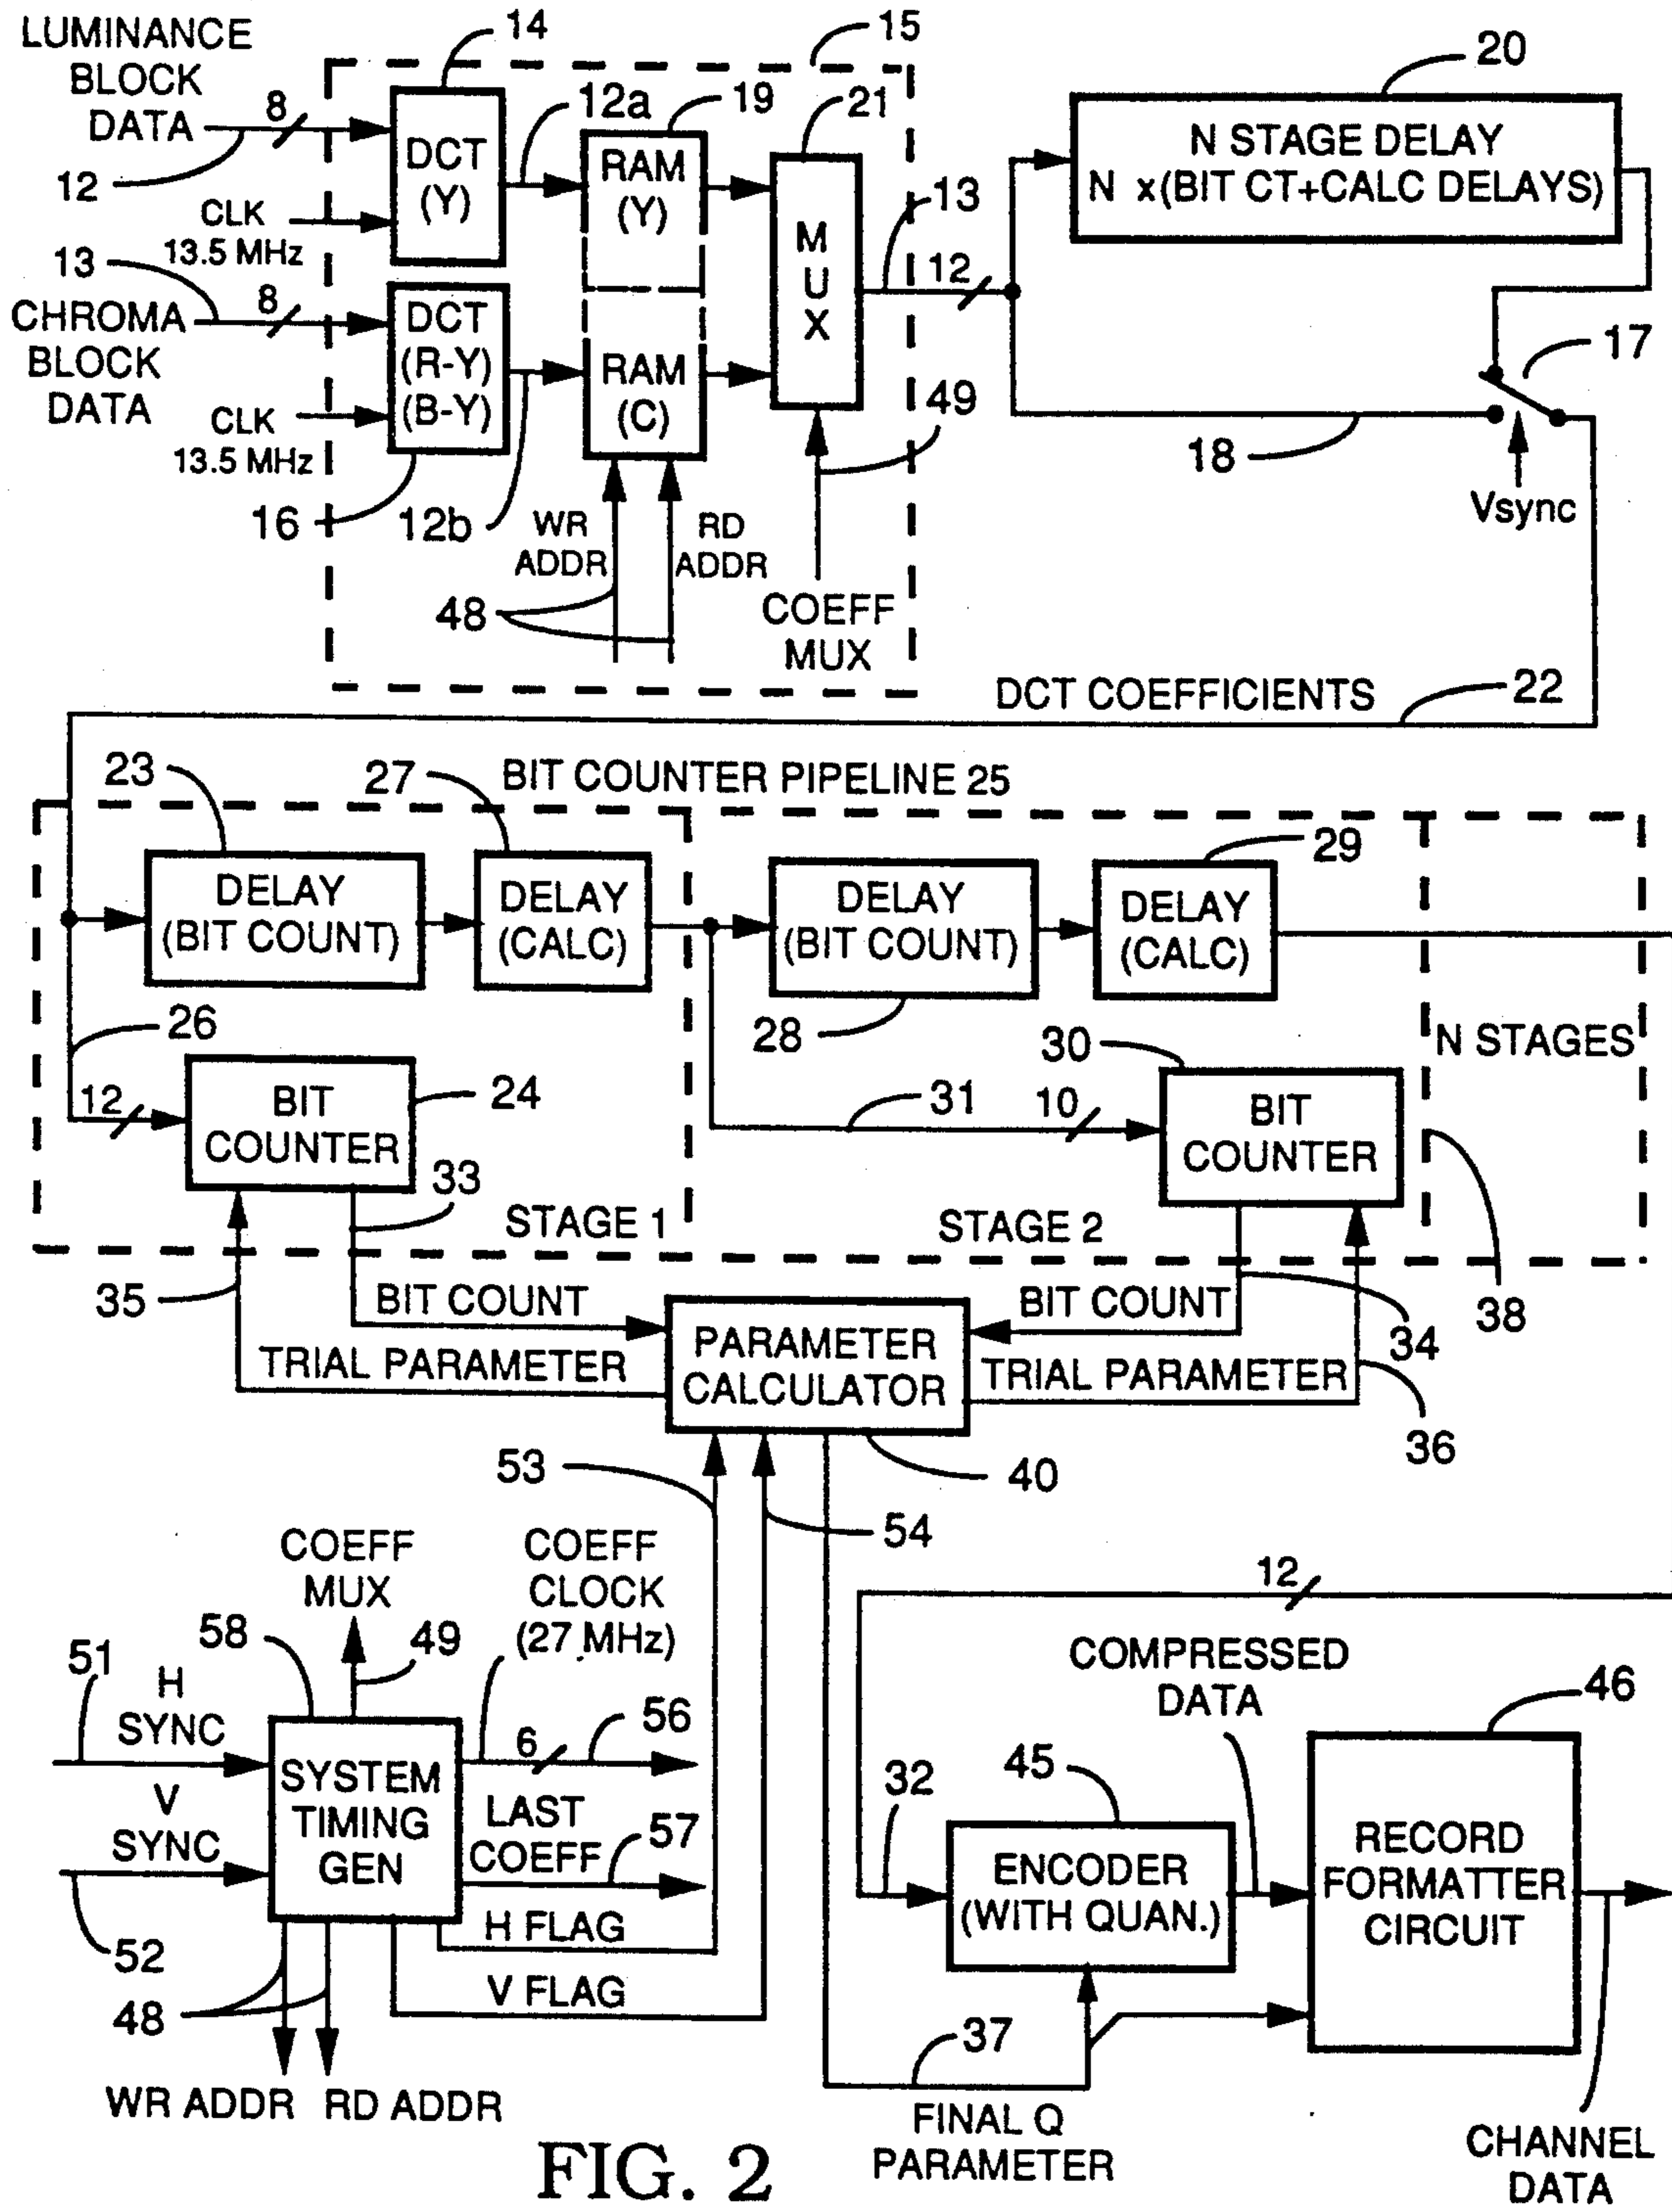 LUMINANCE
BLOCK
DATA
8
12
CLK
13.5 MHz
13
CHROMA
BLOCK
DATA
8
CLK
13.5 MHz
14
DCT
(Y)
DCT
(R-Y)
(B-Y)
16
12a
12b
19
RAM
(Y)
RAM
(C)
WR
ADDR
RD
ADDR
48
15
21
MUX
13
12
49
COEFF
MUX
20
N STAGE DELAY
N x(BIT CT+CALC DELAYS)
17
18
Vsync
DCT COEFFICIENTS
22
BIT COUNTER PIPELINE 25
23
DELAY
(BIT COUNT)
27
DELAY
(CALC)
DELAY
(BIT COUNT)
28
29
DELAY
(CALC)
26
12
BIT
COUNTER
24
33
STAGE 1
31
10
30
BIT
COUNTER
STAGE 2
N STAGES
38
35
BIT COUNT
TRIAL PARAMETER
PARAMETER
CALCULATOR
40
BIT COUNT
34
TRIAL PARAMETER
36
53
54
COEFF
MUX
49
COEFF
CLOCK
(27 MHz)
58
51
H
SYNC
V
SYNC
52
SYSTEM
TIMING
GEN
6
56
LAST
COEFF
57
H FLAG
V FLAG
48
WR ADDR
RD ADDR
12
COMPRESSED
DATA
46
32
45
ENCODER
(WITH QUAN.)
RECORD
FORMATTER
CIRCUIT
37
FINAL Q
PARAMETER
CHANNEL
DATA
FIG. 2